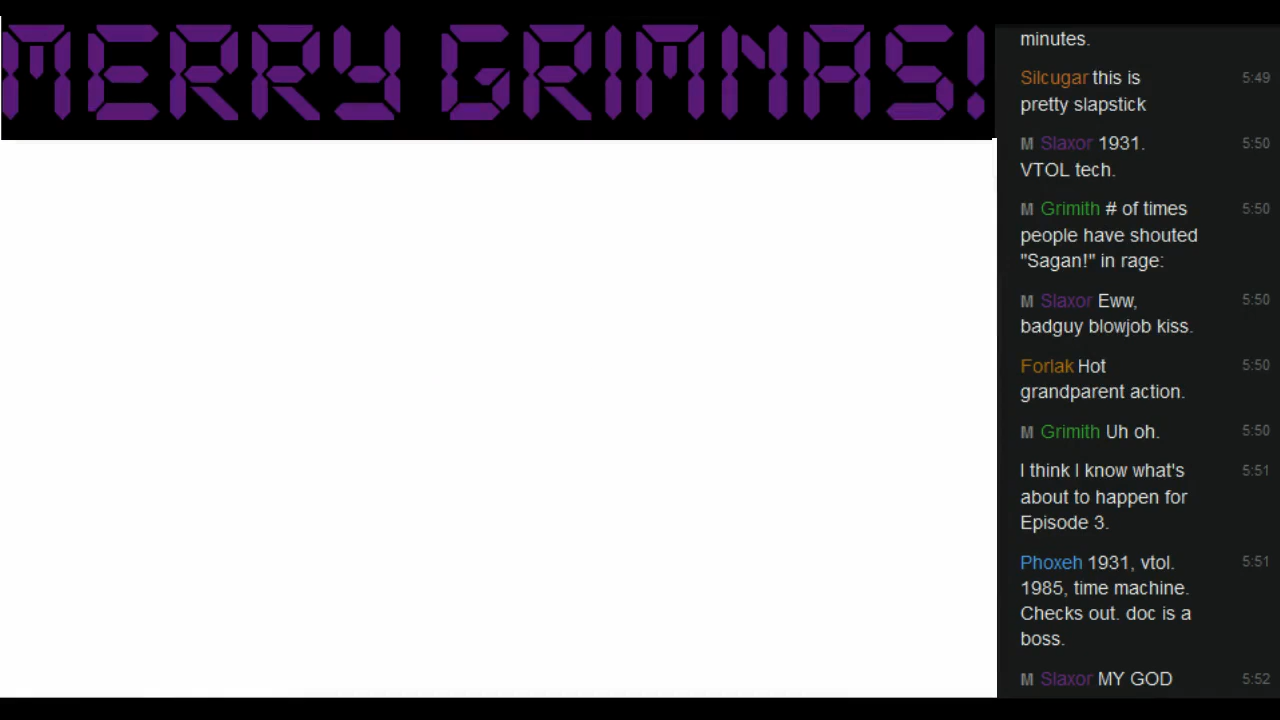 MERRY GRIMMAS!
minutes.
Silcugar this is 5:49
pretty slapstick
M Slaxor 1931. 5:50
VTOL tech.
M Grimith # of times 5:50
people have shouted
"Sagan!" in rage:
M Slaxor Eww, 5:50
badguy blowjob kiss.
Forlak Hot 5:50
grandparent action.
M Grimith Uh oh. 5:50
I think I know what's 5:51
about to happen for
Episode 3.
Phoxeh 1931, vtol. 5:51
1985, time machine.
Checks out. doc is a
boss.
M Slaxor MY GOD 5:52